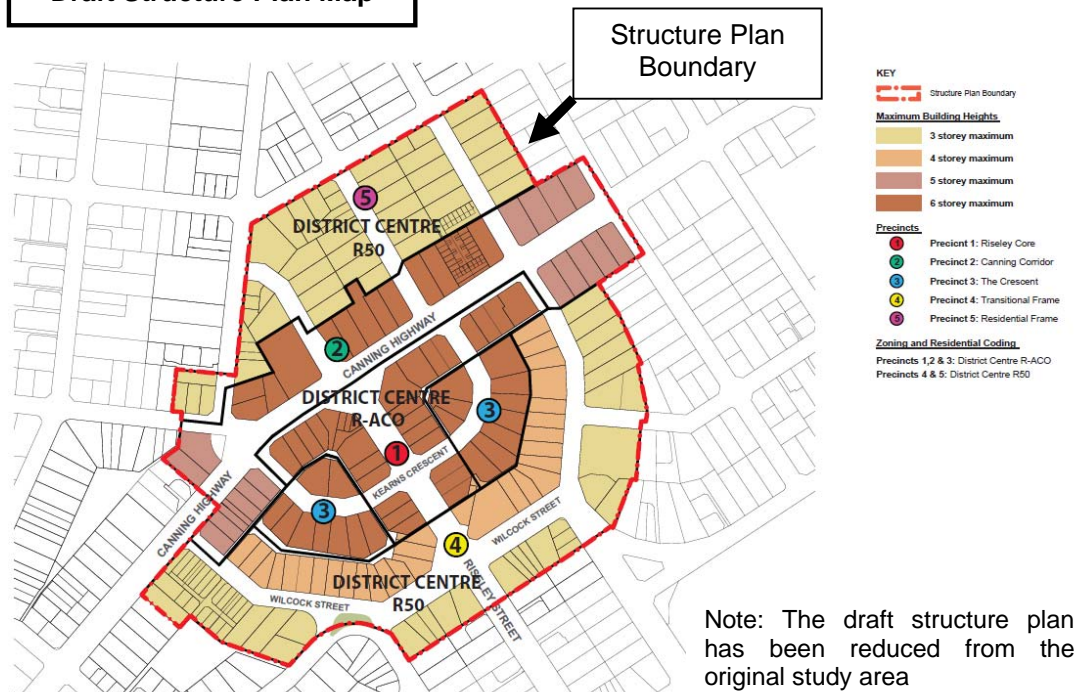 Draft Structure Plan Map
Structure Plan
Boundary
KEY
Structure Plan Boundary
Maximum Building Heights
3 storey maximum
4 storey maximum
5 storey maximum
6 storey maximum
Precincts
1 Precicnt 1: Riseley Core
2 Precinct 2: Canning Corridor
3 Precinct 3: The Crescent
4 Precinct 4: Transitional Frame
5 Precinct 5: Residential Frame
Zoning and Residential Coding
Precincts 1,2 & 3: District Centre R-ACO
Precincts 4 & 5: District Centre R50
5
DISTRICT CENTRE
R50
2
CANNING HIGHWAY
DISTRICT CENTRE
R-ACO
3
1
KEARNS CRESCENT
3
CANNING HIGHWAY
4
WILCOCK STREET
RISELEY STREET
DISTRICT CENTRE
R50
WILCOCK STREET
Note: The draft structure plan
has been reduced from the
original study area